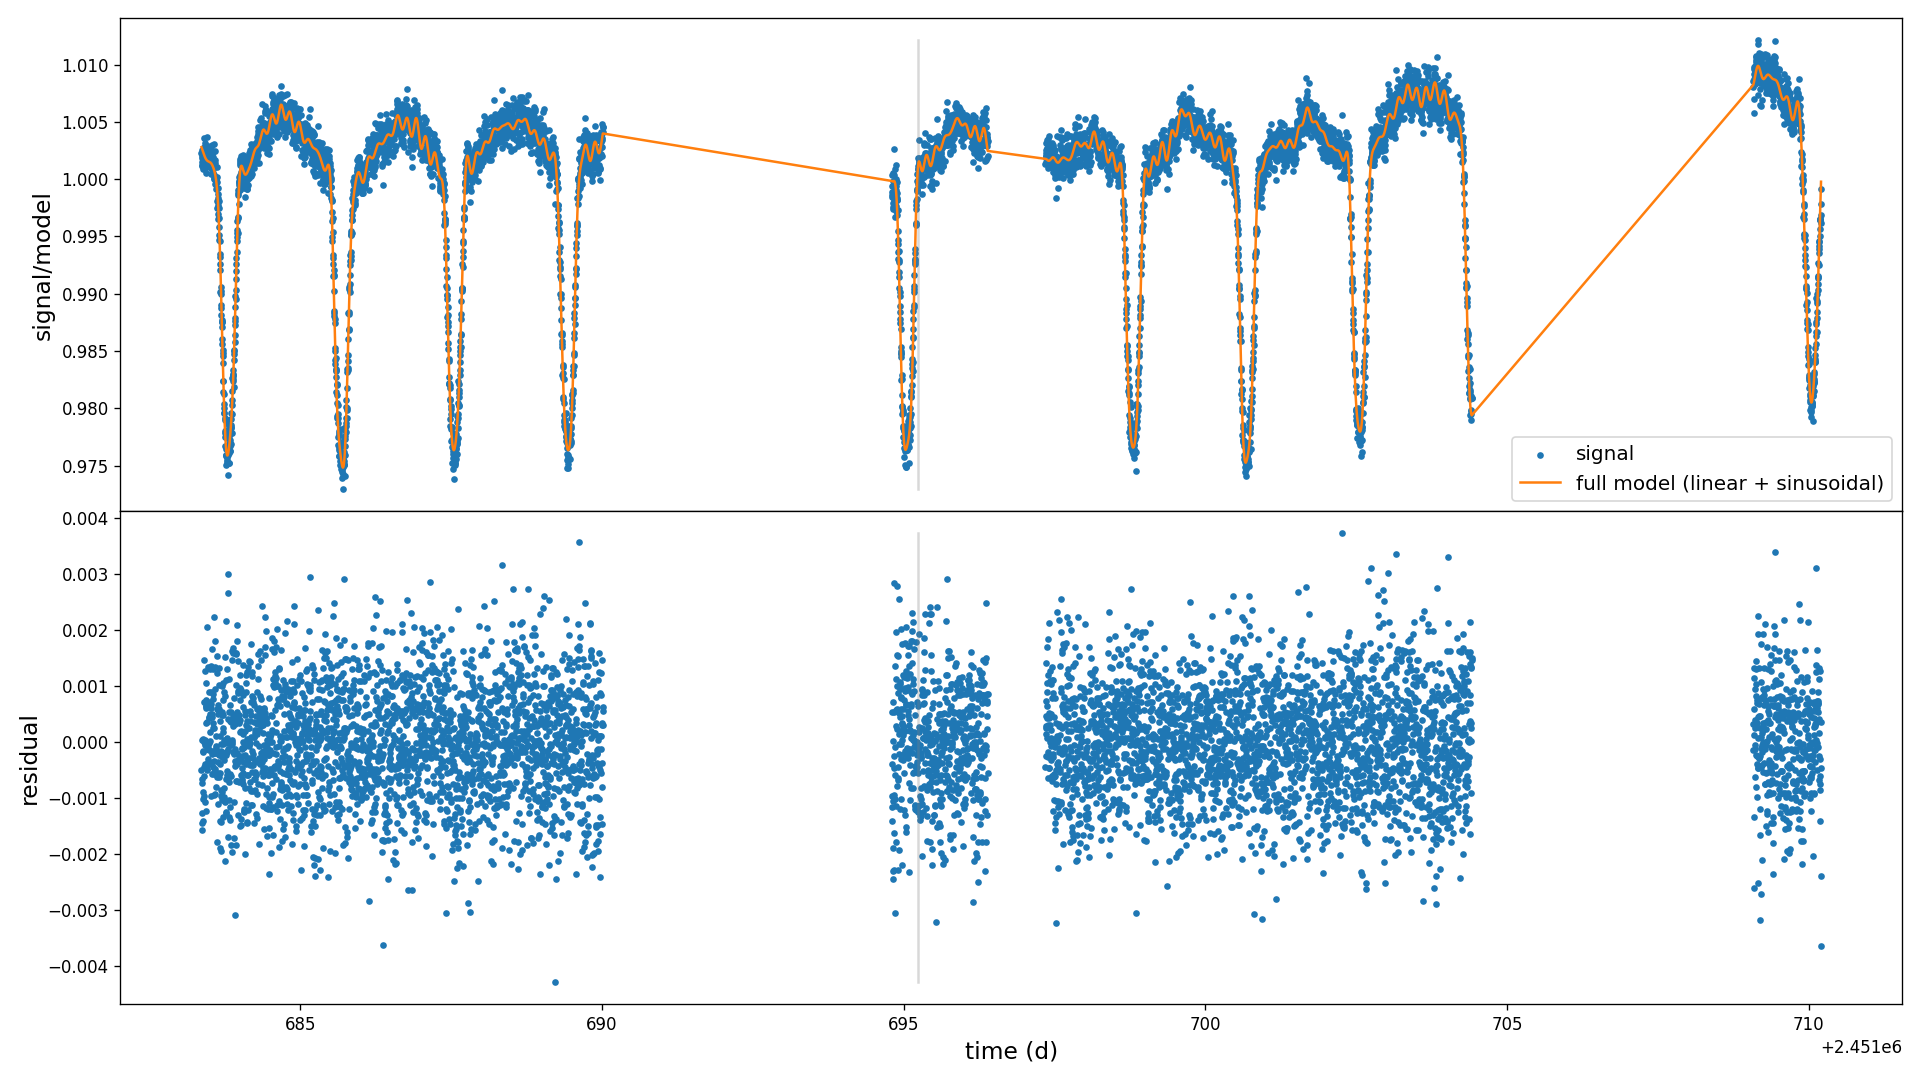 signal/model
1.010
1.005
1.000
0.995
0.990
0.985
0.980
0.975
signal
full model (linear + sinusoidal)
residual
0.004
0.003
0.002
0.001
0.000
−0.001
−0.002
−0.003
−0.004
685 690 695 700 705 710
time (d)
+2.451e6